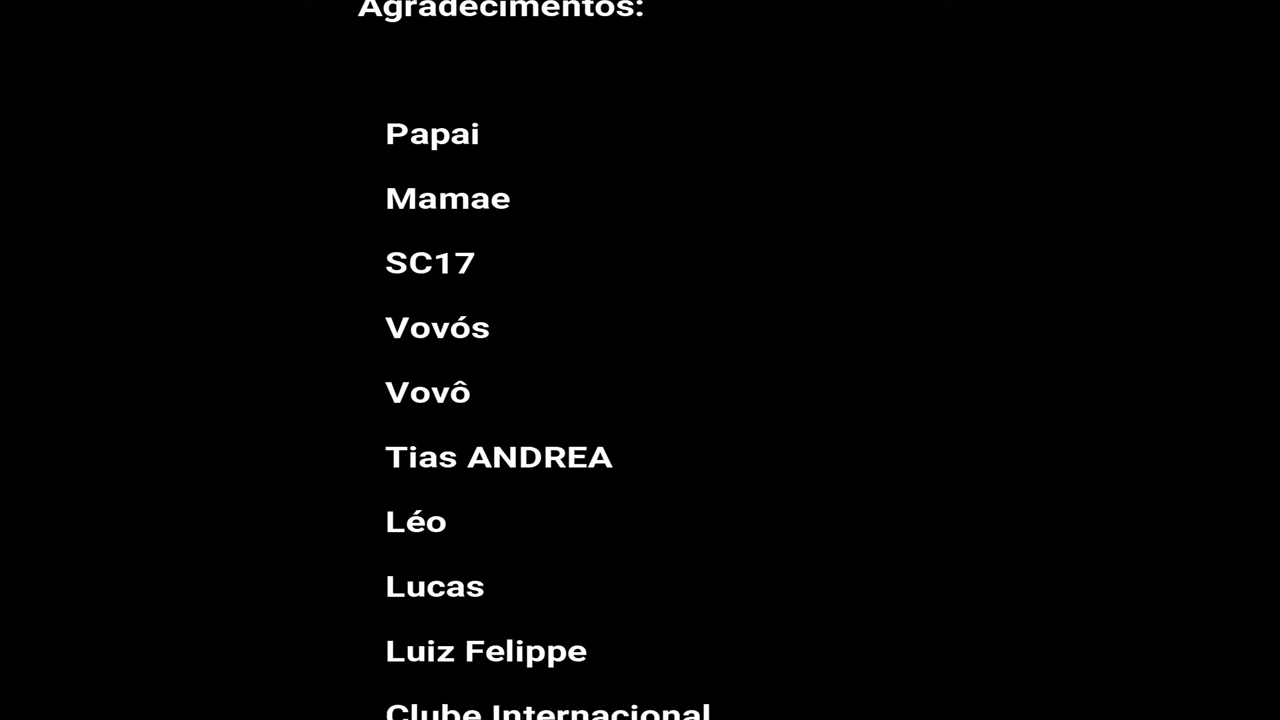 Agradecimentos:
Papai
Mamae
SC17
Vovós
Vovô
Tias ANDREA
Léo
Lucas
Luiz Felippe
Clube Internacional